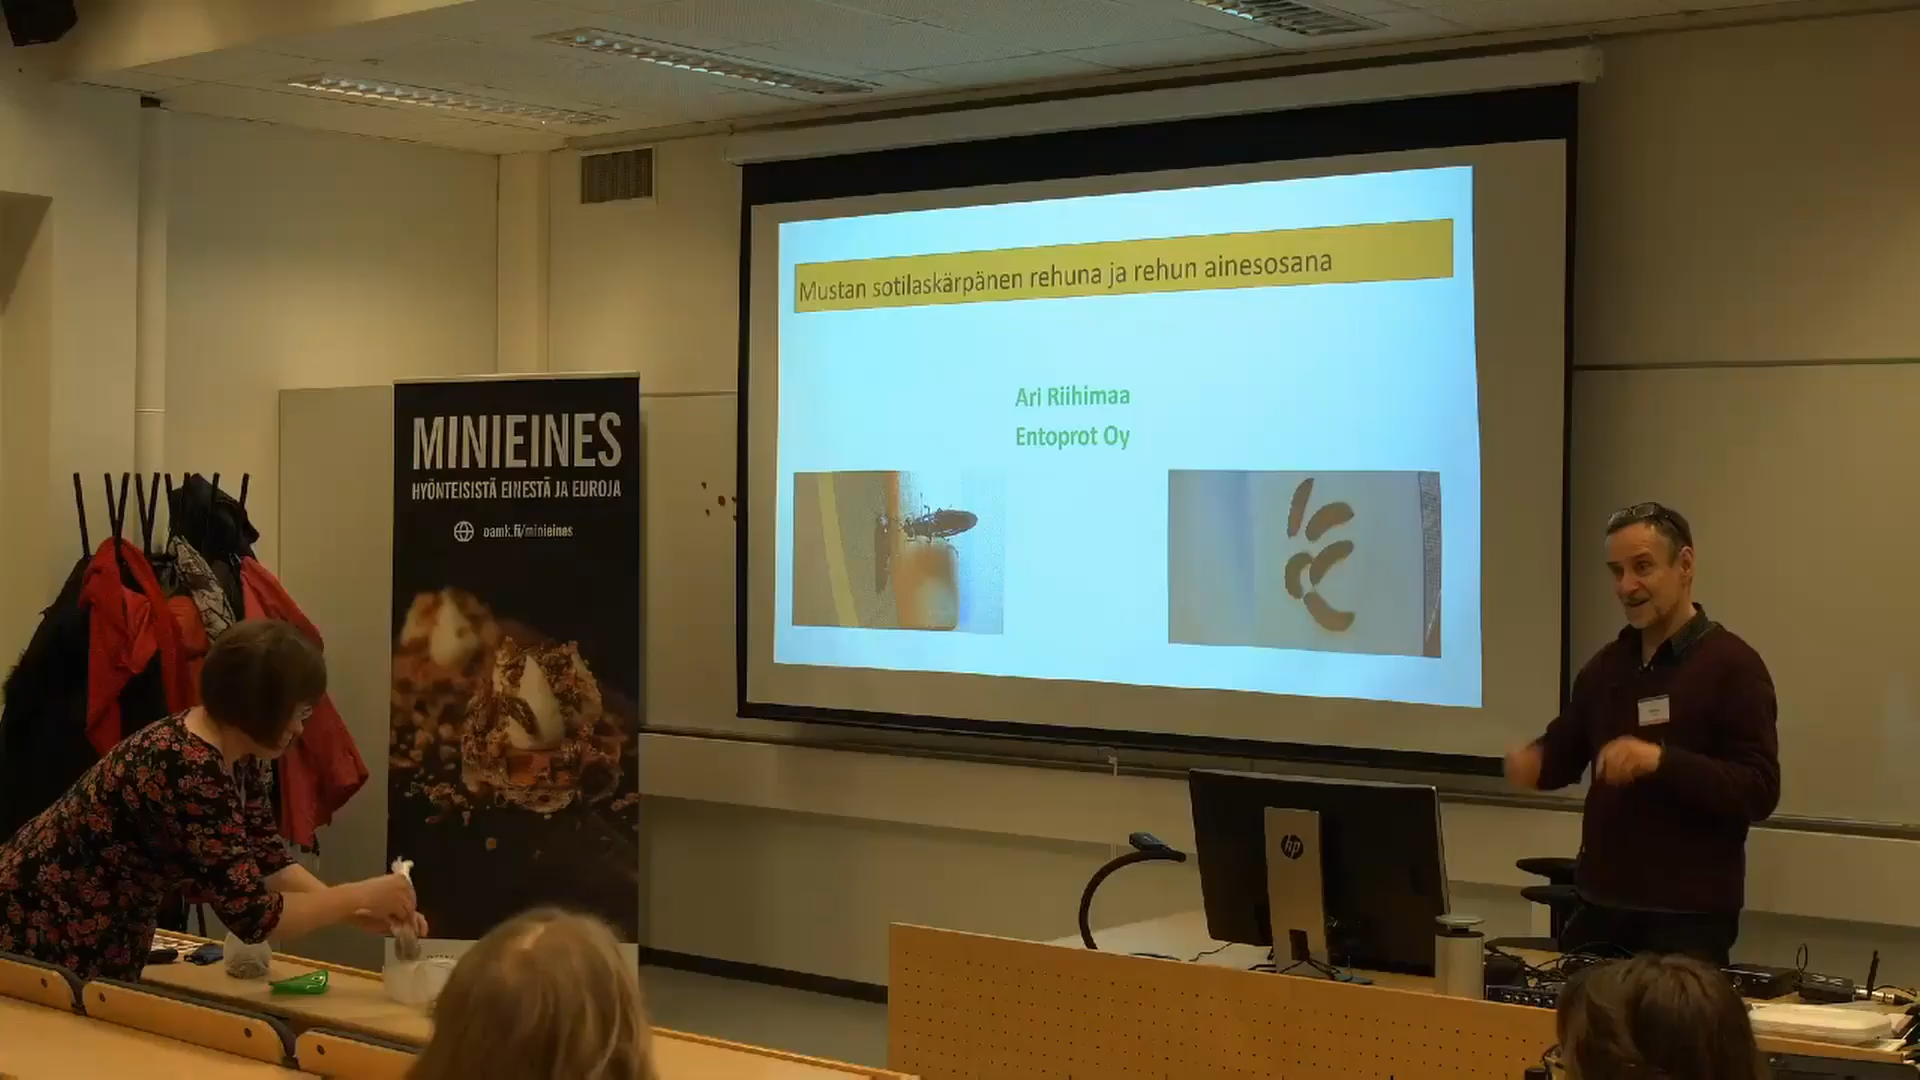 MINIEINES
HYÖNTEISISTÄ EINESTÄ JA EUROJA
oamk.fi/minieines
Mustan sotilaskärpänen rehuna ja rehun ainesosana
Ari Riihimaa
Entoprot Oy
hp